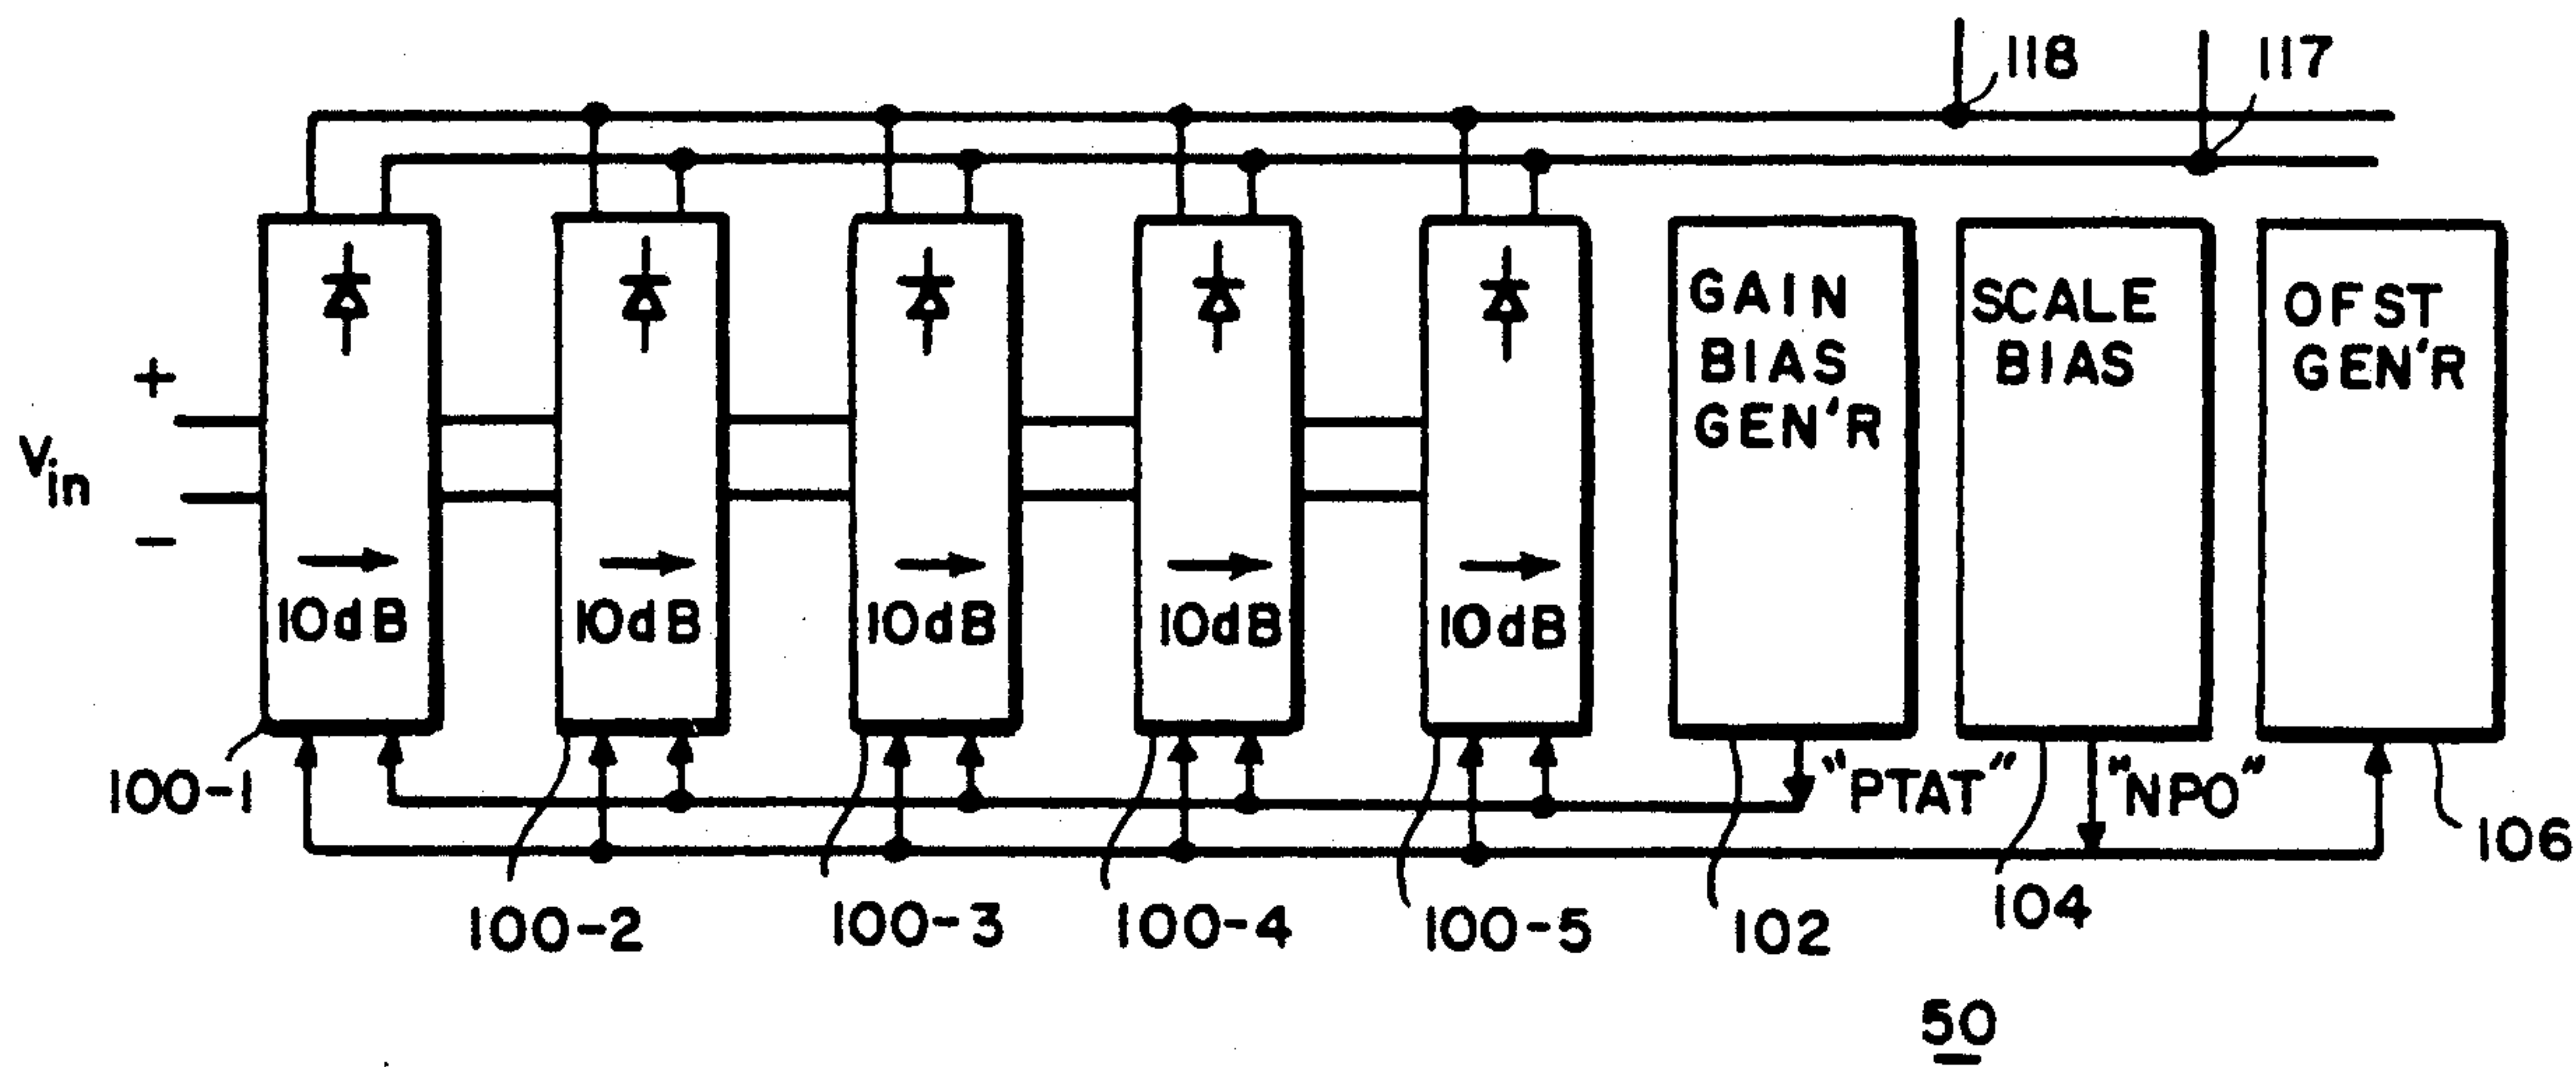 118
117
GAIN
BIAS
GEN'R
SCALE
BIAS
OFST
GEN'R
+
Vin
−
10dB
10dB
10dB
10dB
10dB
100-1
"PTAT"
"NPO"
106
100-2
100-3
100-4
100-5
102
104
50